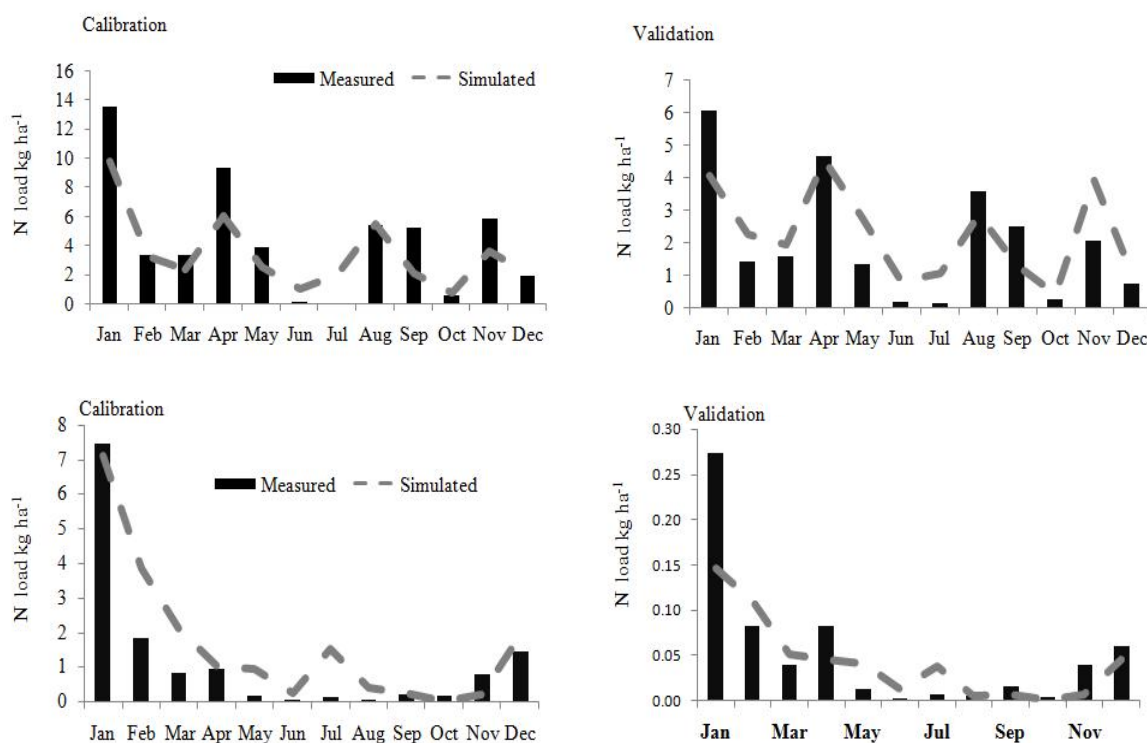 Calibration
N load kg ha⁻¹
16
14
12
10
8
6
4
2
0
Measured Simulated
Jan Feb Mar Apr May Jun Jul Aug Sep Oct Nov Dec
Validation
N load kg ha⁻¹
7
6
5
4
3
2
1
0
Jan Feb Mar Apr May Jun Jul Aug Sep Oct Nov Dec
Calibration
N load kg ha⁻¹
8
7
6
5
4
3
2
1
0
Measured Simulated
Jan Feb Mar Apr May Jun Jul Aug Sep Oct Nov Dec
Validation
N load kg ha⁻¹
0.30
0.25
0.20
0.15
0.10
0.05
0.00
Jan Mar May Jul Sep Nov